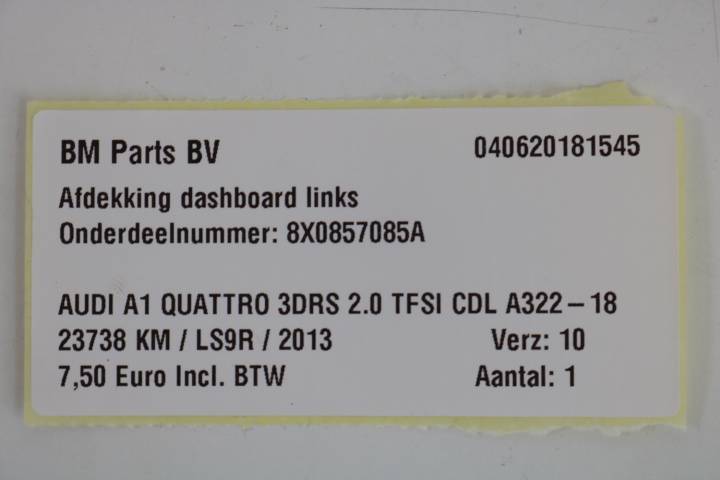 BM Parts BV 040620181545
Afdekking dashboard links
Onderdeelnummer: 8X0857085A
AUDI A1 QUATTRO 3DRS 2.0 TFSI CDL A322 – 18
23738 KM / LS9R / 2013 Verz: 10
7,50 Euro Incl. BTW Aantal: 1